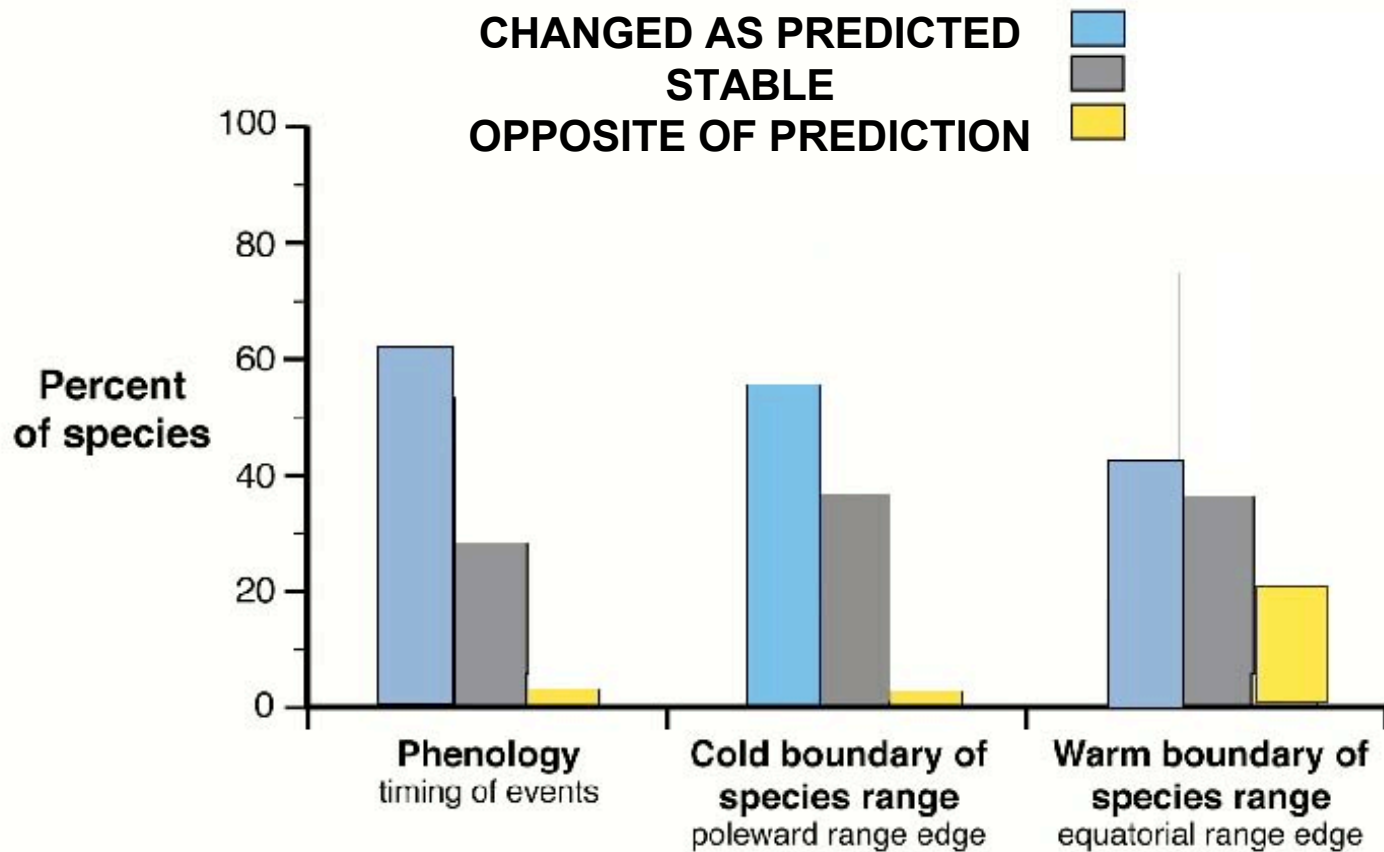 CHANGED AS PREDICTED
STABLE
OPPOSITE OF PREDICTION
100
80
60
40
20
0
Percent
of species
Phenology
timing of events
Cold boundary of
species range
poleward range edge
Warm boundary of
species range
equatorial range edge